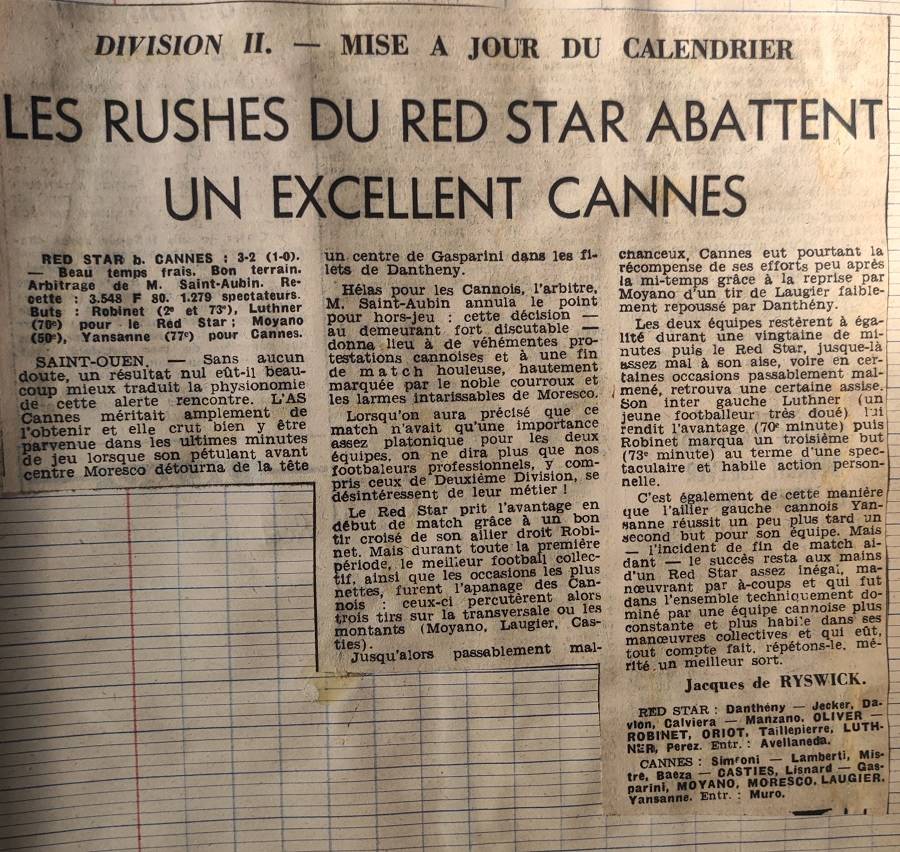 DIVISION II. — MISE A JOUR DU CALENDRIER
LES RUSHES DU RED STAR ABATTENT
UN EXCELLENT CANNES
RED STAR b. CANNES : 3-2 (1-0).
— Beau temps frais. Bon terrain.
Arbitrage de M. Saint-Aubin. Re-
cette : 3.548 F 80. 1.279 spectateurs.
Buts : Robinet (2e et 73e), Luthner
(70e) pour le Red Star ; Moyano
(50e), Yansanne (77e) pour Cannes.
SAINT-OUEN. — Sans aucun
doute, un résultat nul eût-il beau-
coup mieux traduit la physionomie
de cette alerte rencontre. L'AS
Cannes méritait amplement de
l'obtenir et elle crut bien y être
parvenue dans les ultimes minutes
de jeu lorsque son pétulant avant
centre Moresco détourna de la tête
un centre de Gasparini dans les fi-
lets de Dantheny.
Hélas pour les Cannois, l'arbitre,
M. Saint-Aubin annula le point
pour hors-jeu : cette décision —
au demeurant fort discutable —
donna lieu à de véhémentes pro-
testations cannoises et à une fin
de match houleuse, hautement
marquée par le noble courroux et
les larmes intarissables de Moresco.
Lorsqu'on aura précisé que ce
match n'avait qu'une importance
assez platonique pour les deux
équipes, on ne dira plus que nos
footbaleurs professionnels, y com-
pris ceux de Deuxième Division, se
désintéressent de leur métier !
Le Red Star prit l'avantage en
début de match grâce à un bon
tir croisé de son ailier droit Robi-
net. Mais durant toute la première
période, le meilleur football collec-
tif, ainsi que les occasions les plus
nettes, furent l'apanage des Can-
nois : ceux-ci percutèrent alors
trois tirs sur la transversale ou les
montants (Moyano, Laugier, Cas-
ties).
Jusqu'alors passablement mal-
chanceux, Cannes eut pourtant la
récompense de ses efforts peu après
la mi-temps grâce à la reprise par
Moyano d'un tir de Laugier faible-
ment repoussé par Danthény.
Les deux équipes restèrent à éga-
lité durant une vingtaine de mi-
nutes puis le Red Star, jusque-là
assez mal à son aise, voire en cer-
taines occasions passablement mal-
mené, retrouva une certaine assise.
Son inter gauche Luthner (un
jeune footballeur très doué) lui
rendit l'avantage (70e minute) puis
Robinet marqua un troisième but
(73e minute) au terme d'une spec-
taculaire et habile action person-
nelle.
C'est également de cette manière
que l'ailier gauche cannois Yan-
sanne réussit un peu plus tard un
second but pour son équipe. Mais
— l'incident de fin de match ai-
dant — le succès resta aux mains
d'un Red Star assez inégal, ma-
nœuvrant par à-coups et qui fut
dans l'ensemble techniquement do-
miné par une équipe cannoise plus
constante et plus habile dans ses
manœuvres collectives et qui eût,
tout compte fait, répétons-le, mé-
rité un meilleur sort.
Jacques de RYSWICK.
RED STAR : Danthény — Jecker, Da-
vion, Calviera — Manzano, OLIVER —
ROBINET, ORIOT, Taillepierre, LUTH-
NER, Perez. Entr. : Avellaneda.
CANNES : Simfoni — Lamberti, Mis-
tre, Baeza — CASTIES, Lisnard — Gas-
parini, MOYANO, MORESCO, LAUGIER,
Yansanne. Entr. : Muro.